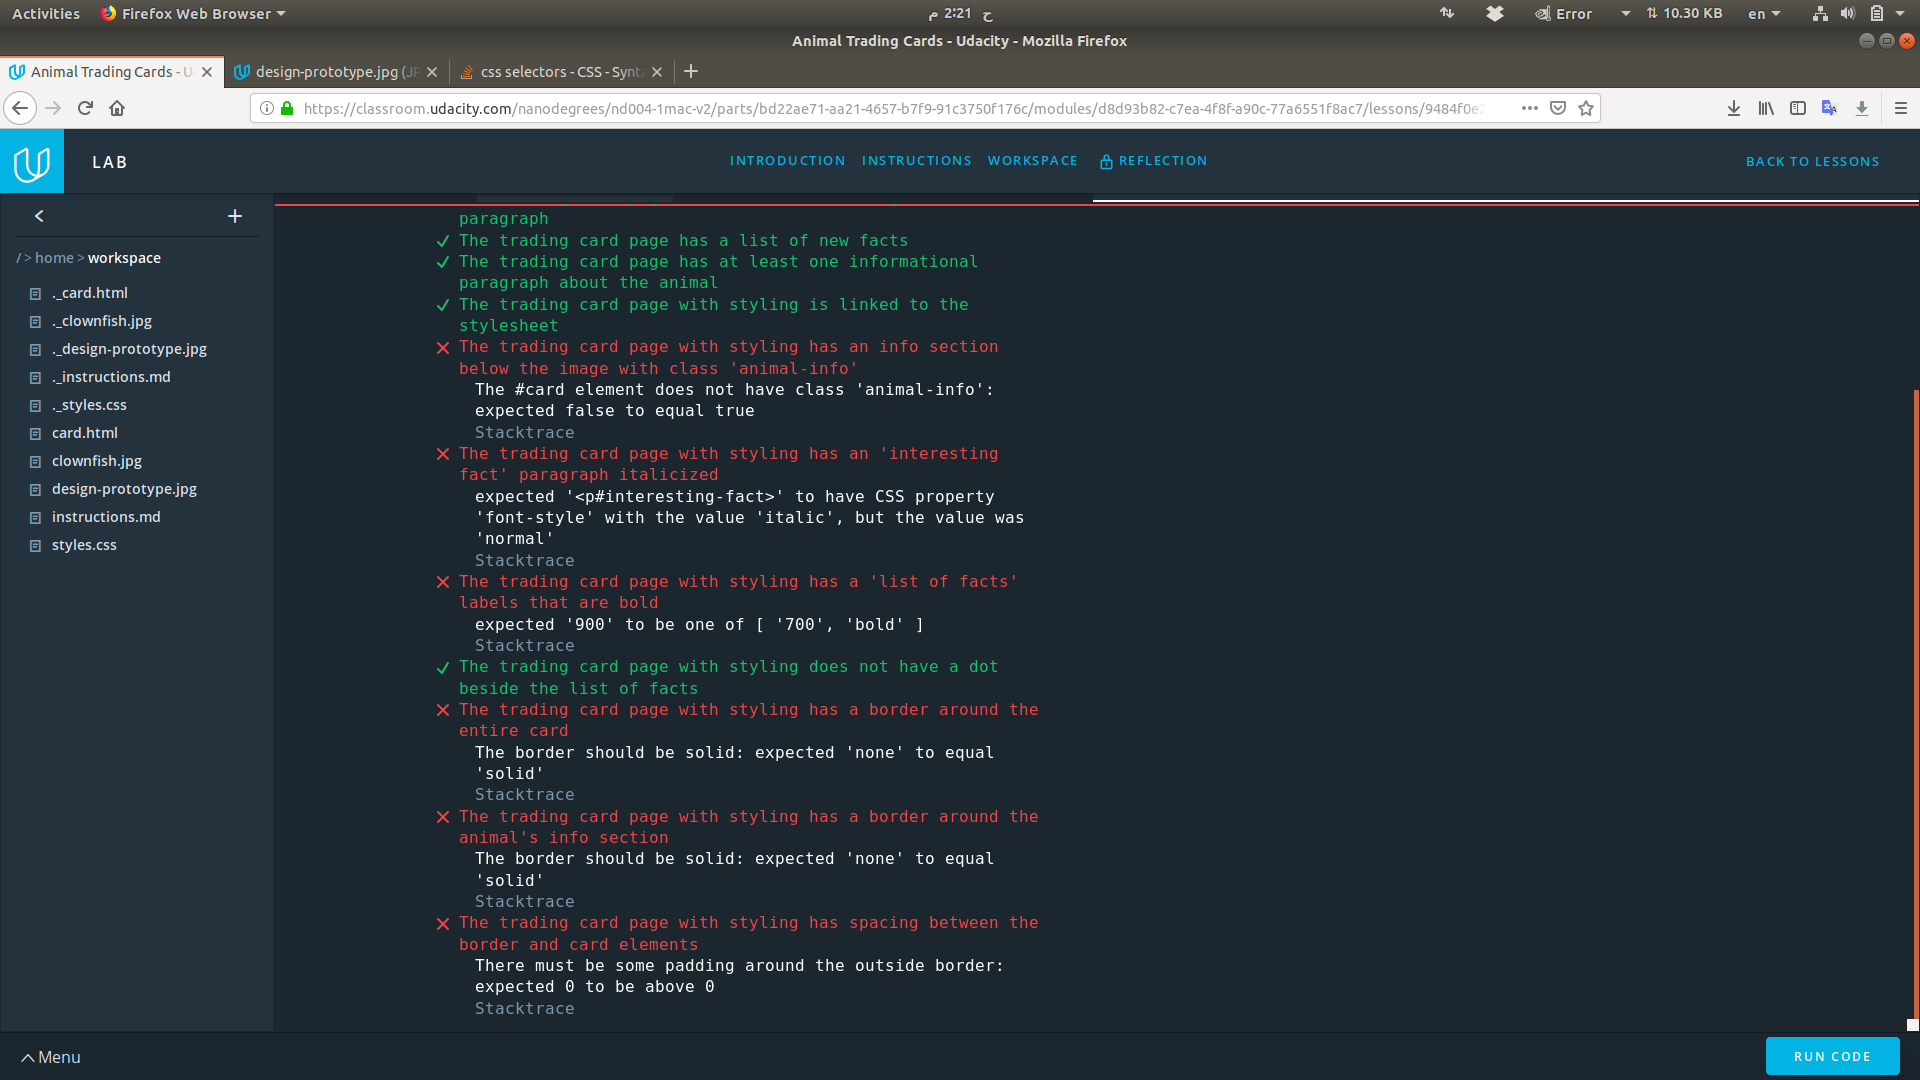 Activities
Firefox Web Browser
ح 2:21 م
Error
10.30 KB
en
Animal Trading Cards - Udacity - Mozilla Firefox
Animal Trading Cards - U
design-prototype.jpg (JP
css selectors - CSS - Synt
https://classroom.udacity.com/nanodegrees/nd004-1mac-v2/parts/bd22ae71-aa21-4657-b7f9-91c3750f176c/modules/d8d93b82-c7ea-4f8f-a90c-77a6551f8ac7/lessons/9484f0e2
LAB
INTRODUCTION
INSTRUCTIONS
WORKSPACE
REFLECTION
BACK TO LESSONS
/ > home > workspace
._card.html
._clownfish.jpg
._design-prototype.jpg
._instructions.md
._styles.css
card.html
clownfish.jpg
design-prototype.jpg
instructions.md
styles.css
paragraph
The trading card page has a list of new facts
The trading card page has at least one informational
paragraph about the animal
The trading card page with styling is linked to the
stylesheet
The trading card page with styling has an info section
below the image with class 'animal-info'
The #card element does not have class 'animal-info':
expected false to equal true
Stacktrace
The trading card page with styling has an 'interesting
fact' paragraph italicized
expected '<p#interesting-fact>' to have CSS property
'font-style' with the value 'italic', but the value was
'normal'
Stacktrace
The trading card page with styling has a 'list of facts'
labels that are bold
expected '900' to be one of [ '700', 'bold' ]
Stacktrace
The trading card page with styling does not have a dot
beside the list of facts
The trading card page with styling has a border around the
entire card
The border should be solid: expected 'none' to equal
'solid'
Stacktrace
The trading card page with styling has a border around the
animal's info section
The border should be solid: expected 'none' to equal
'solid'
Stacktrace
The trading card page with styling has spacing between the
border and card elements
There must be some padding around the outside border:
expected 0 to be above 0
Stacktrace
Menu
RUN CODE